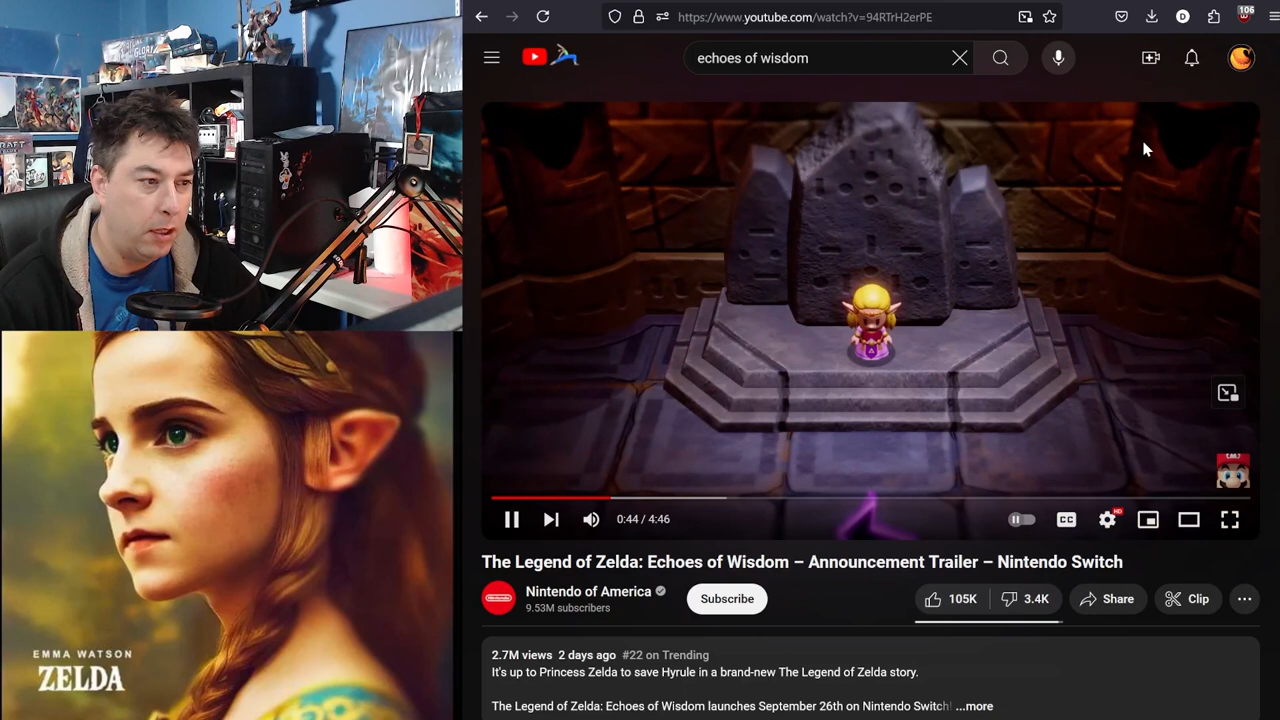 106
https://www.youtube.com/watch?v=94RTrH2erPE
echoes of wisdom
0:44 / 4:46
CC
HD
The Legend of Zelda: Echoes of Wisdom – Announcement Trailer – Nintendo Switch
Nintendo of America
9.53M subscribers
Subscribe
105K
3.4K
Share
Clip
2.7M views 2 days ago #22 on Trending
It's up to Princess Zelda to save Hyrule in a brand-new The Legend of Zelda story.
The Legend of Zelda: Echoes of Wisdom launches September 26th on Nintendo Switch! ...more
EMMA WATSON
ZELDA